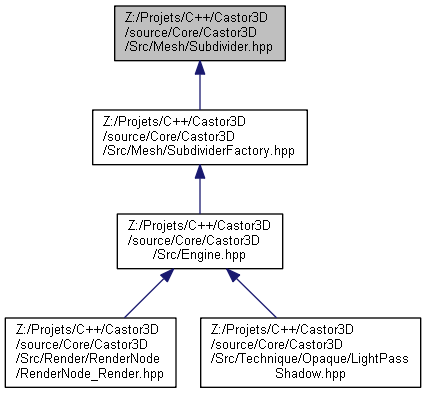 Z:/Projets/C++/Castor3D
/source/Core/Castor3D
/Src/Mesh/Subdivider.hpp
Z:/Projets/C++/Castor3D
/source/Core/Castor3D
/Src/Mesh/SubdividerFactory.hpp
Z:/Projets/C++/Castor3D
/source/Core/Castor3D
/Src/Engine.hpp
Z:/Projets/C++/Castor3D
/source/Core/Castor3D
/Src/Render/RenderNode
/RenderNode_Render.hpp
Z:/Projets/C++/Castor3D
/source/Core/Castor3D
/Src/Technique/Opaque/LightPass
Shadow.hpp